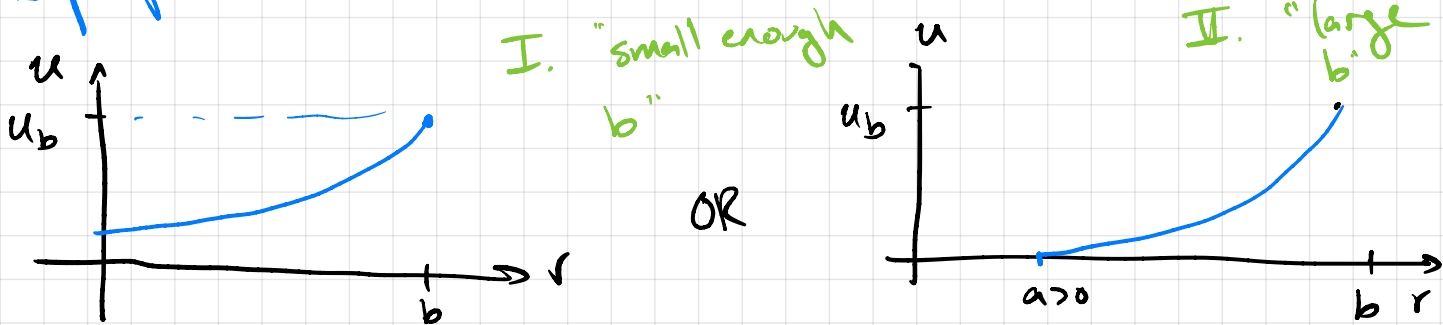 I. "small enough
b"
u
u_b
b
r
OR
II. "large
b"
u
u_b
a>0
b
r